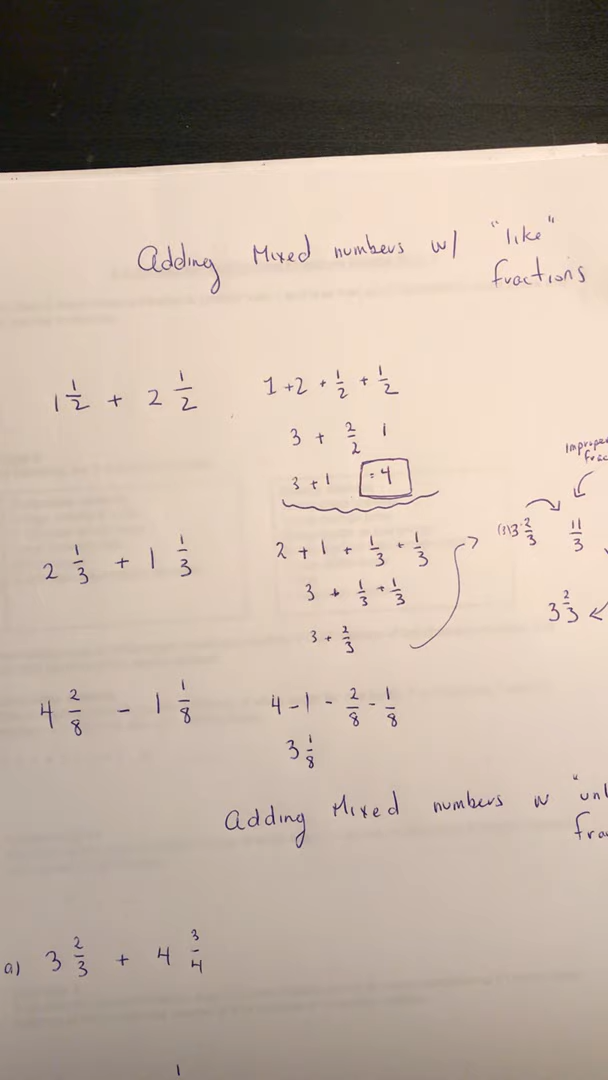 Adding Mixed numbers w/ "like"
fractions
1 1/2 + 2 1/2
1 + 2 + 1/2 + 1/2
3 + 2/2 1
3 + 1 = 4
2 1/3 + 1 1/3
2 + 1 + 1/3 + 1/3
3 + 1/3 + 1/3
3 + 2/3
(3)3 2/3 11/3
3 2/3
4 2/8 - 1 1/8
4 - 1 - 2/8 - 1/8
3 1/8
Adding Mixed numbers w
a) 3 2/3 + 4 3/4